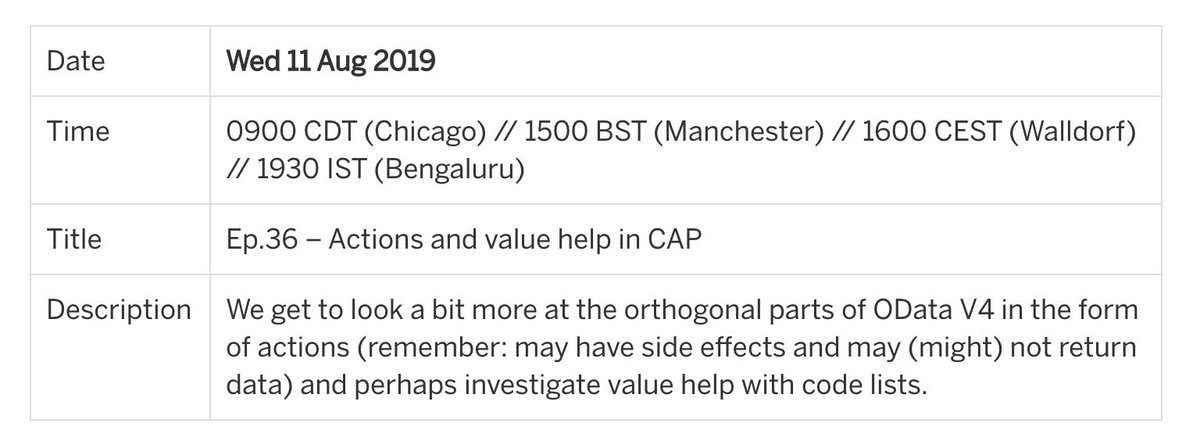 Date
Wed 11 Aug 2019
Time
0900 CDT (Chicago) // 1500 BST (Manchester) // 1600 CEST (Walldorf)
// 1930 IST (Bengaluru)
Title
Ep.36 – Actions and value help in CAP
Description
We get to look a bit more at the orthogonal parts of OData V4 in the form
of actions (remember: may have side effects and may (might) not return
data) and perhaps investigate value help with code lists.